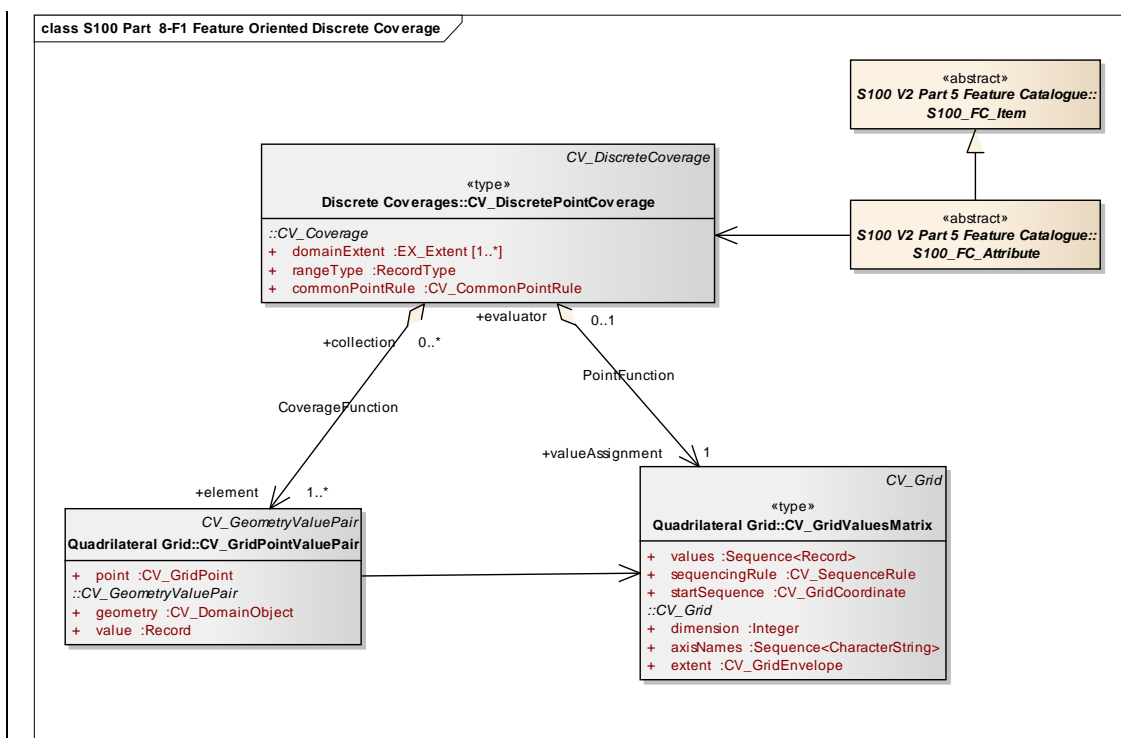 class S100 Part 8-F1 Feature Oriented Discrete Coverage
«abstract»
S100 V2 Part 5 Feature Catalogue::
S100_FC_Item
CV_DiscreteCoverage
«type»
Discrete Coverages::CV_DiscretePointCoverage
::CV_Coverage
+ domainExtent :EX_Extent [1..*]
+ rangeType :RecordType
+ commonPointRule :CV_CommonPointRule
«abstract»
S100 V2 Part 5 Feature Catalogue::
S100_FC_Attribute
+collection 0..*
+evaluator 0..1
CoverageFunction
PointFunction
+element 1..*
+valueAssignment 1
CV_GeometryValuePair
Quadrilateral Grid::CV_GridPointValuePair
+ point :CV_GridPoint
::CV_GeometryValuePair
+ geometry :CV_DomainObject
+ value :Record
CV_Grid
«type»
Quadrilateral Grid::CV_GridValuesMatrix
+ values :Sequence<Record>
+ sequencingRule :CV_SequenceRule
+ startSequence :CV_GridCoordinate
::CV_Grid
+ dimension :Integer
+ axisNames :Sequence<CharacterString>
+ extent :CV_GridEnvelope